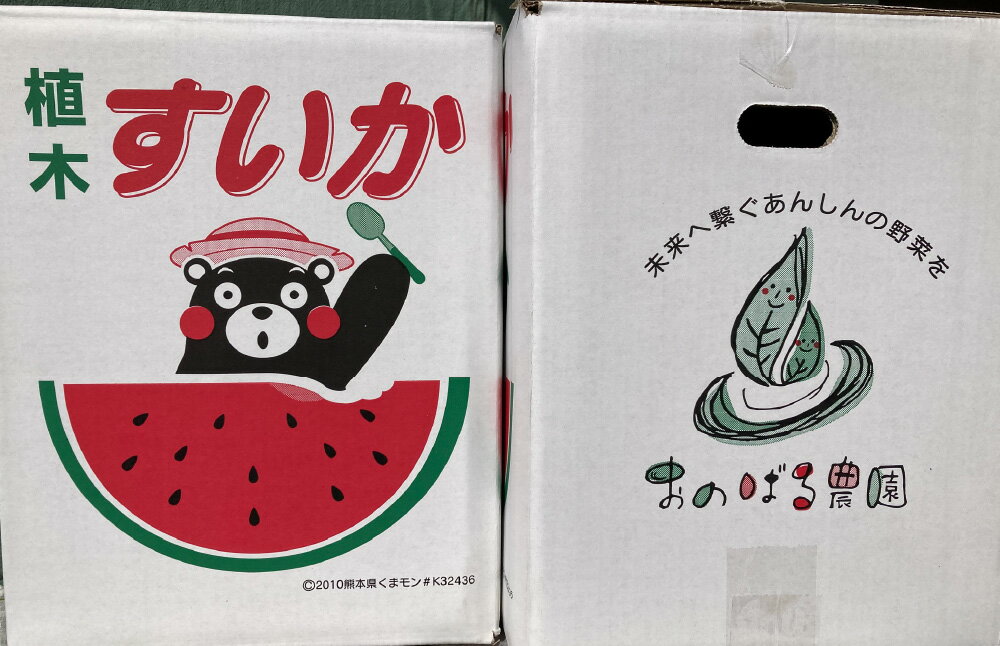 植木
すいか
©2010熊本県くまモン#K32436
未来へ繋ぐあんしんの野菜を
おのばる農園